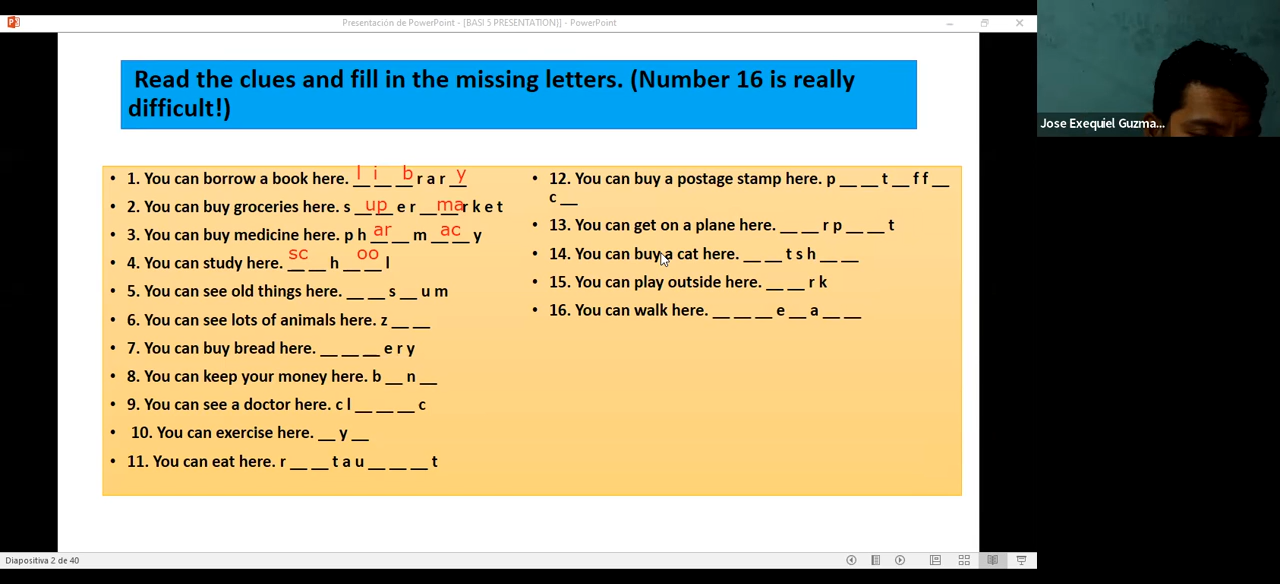 Presentación de PowerPoint - [BASI 5 PRESENTATION] - PowerPoint
Read the clues and fill in the missing letters. (Number 16 is really
difficult!)
Jose Exequiel Guzma...
• 1. You can borrow a book here. l i b r a r y
• 2. You can buy groceries here. s up e r ma r k e t
• 3. You can buy medicine here. p h ar __ m ac y
• 4. You can study here. sc h oo l
• 5. You can see old things here. __ __ s __ u m
• 6. You can see lots of animals here. z __ __
• 7. You can buy bread here. __ __ __ e r y
• 8. You can keep your money here. b __ n __
• 9. You can see a doctor here. c l __ __ __ c
• 10. You can exercise here. __ y __
• 11. You can eat here. r __ __ t a u __ __ __ t
• 12. You can buy a postage stamp here. p __ __ t __ f f __
c __
• 13. You can get on a plane here. __ __ r p __ __ t
• 14. You can buy a cat here. __ __ t s h __ __
• 15. You can play outside here. __ __ r k
• 16. You can walk here. __ __ __ e __ a __ __
Diapositiva 2 de 40